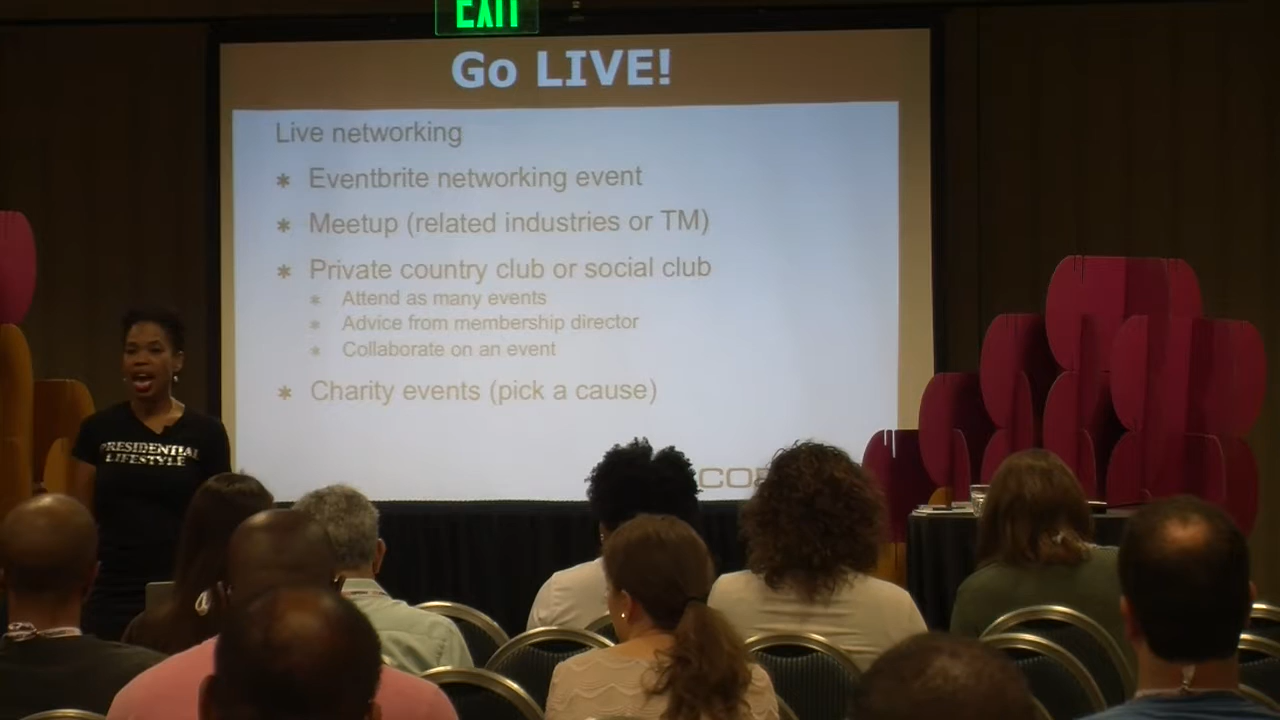 EXIT
Go LIVE!
Live networking
* Eventbrite networking event
* Meetup (related industries or TM)
* Private country club or social club
* Attend as many events
* Advice from membership director
* Collaborate on an event
* Charity events (pick a cause)
PRESIDENTIAL
LIFESTYLE